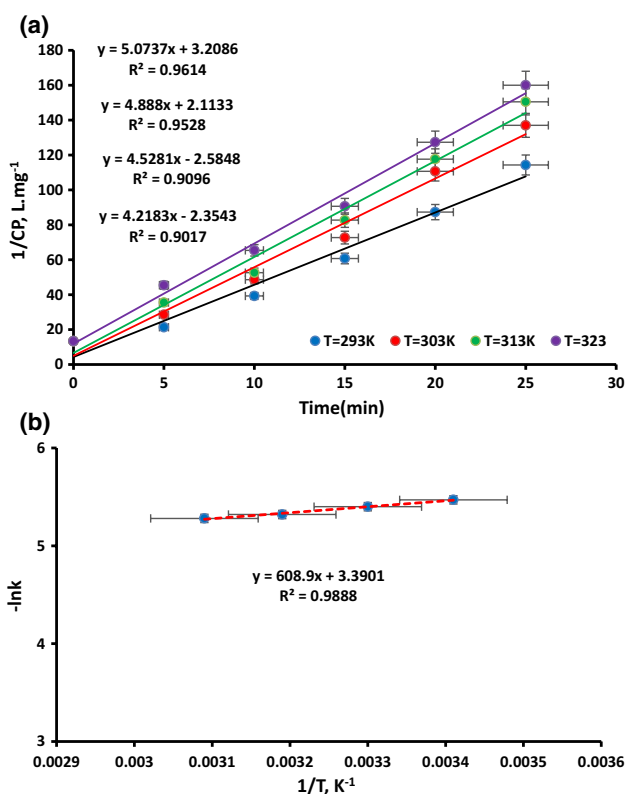 (a)
y = 5.0737x + 3.2086
R² = 0.9614
y = 4.888x + 2.1133
R² = 0.9528
y = 4.5281x - 2.5848
R² = 0.9096
y = 4.2183x - 2.3543
R² = 0.9017
1/CP, L.mg⁻¹
180
160
140
120
100
80
60
40
20
0
T=293K T=303K T=313K T=323
0 5 10 15 20 25 30
Time(min)
(b)
-lnk
6
5
4
3
y = 608.9x + 3.3901
R² = 0.9888
0.0029 0.003 0.0031 0.0032 0.0033 0.0034 0.0035 0.0036
1/T, K⁻¹